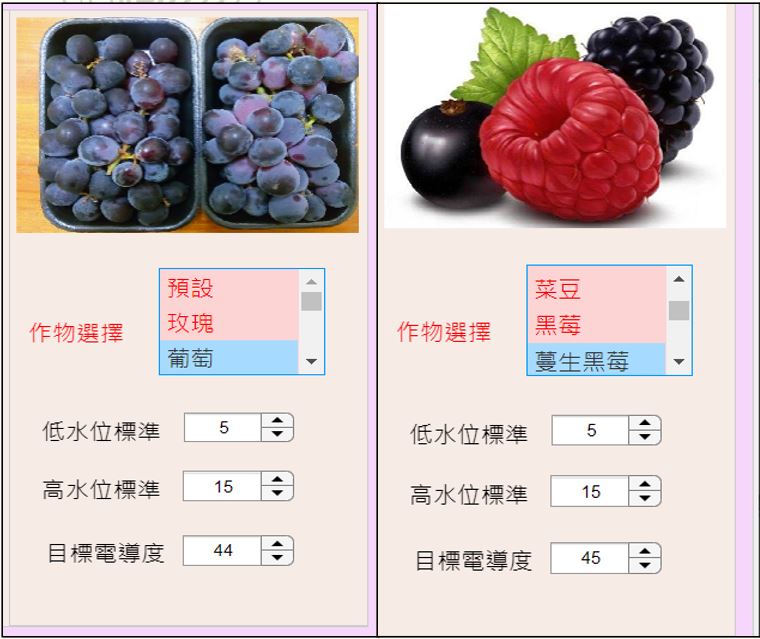 預設
玫瑰
葡萄
作物選擇
低水位標準 5
高水位標準 15
目標電導度 44
菜豆
黑莓
蔓生黑莓
作物選擇
低水位標準 5
高水位標準 15
目標電導度 45